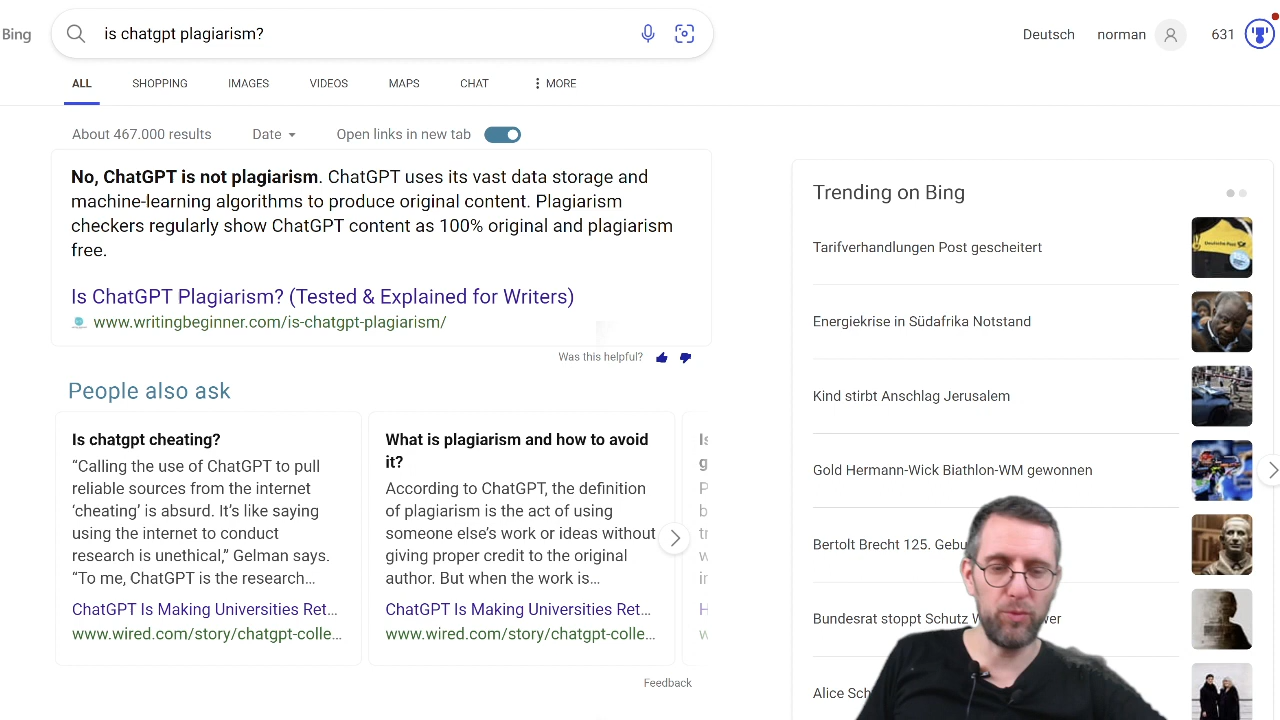 Bing
is chatgpt plagiarism?
Deutsch
norman
631
ALL
SHOPPING
IMAGES
VIDEOS
MAPS
CHAT
MORE
About 467.000 results
Date
Open links in new tab
No, ChatGPT is not plagiarism. ChatGPT uses its vast data storage and
machine-learning algorithms to produce original content. Plagiarism
checkers regularly show ChatGPT content as 100% original and plagiarism
free.
Is ChatGPT Plagiarism? (Tested & Explained for Writers)
www.writingbeginner.com/is-chatgpt-plagiarism/
Was this helpful?
People also ask
Is chatgpt cheating?
“Calling the use of ChatGPT to pull
reliable sources from the internet
‘cheating’ is absurd. It’s like saying
using the internet to conduct
research is unethical,” Gelman says.
“To me, ChatGPT is the research...
ChatGPT Is Making Universities Ret...
www.wired.com/story/chatgpt-colle...
What is plagiarism and how to avoid
it?
According to ChatGPT, the definition
of plagiarism is the act of using
someone else’s work or ideas without
giving proper credit to the original
author. But when the work is...
ChatGPT Is Making Universities Ret...
www.wired.com/story/chatgpt-colle...
Feedback
Trending on Bing
Tarifverhandlungen Post gescheitert
Deutsche Post
Energiekrise in Südafrika Notstand
Kind stirbt Anschlag Jerusalem
Gold Hermann-Wick Biathlon-WM gewonnen
Bertolt Brecht 125.
Bundesrat stoppt Schutz
Alice